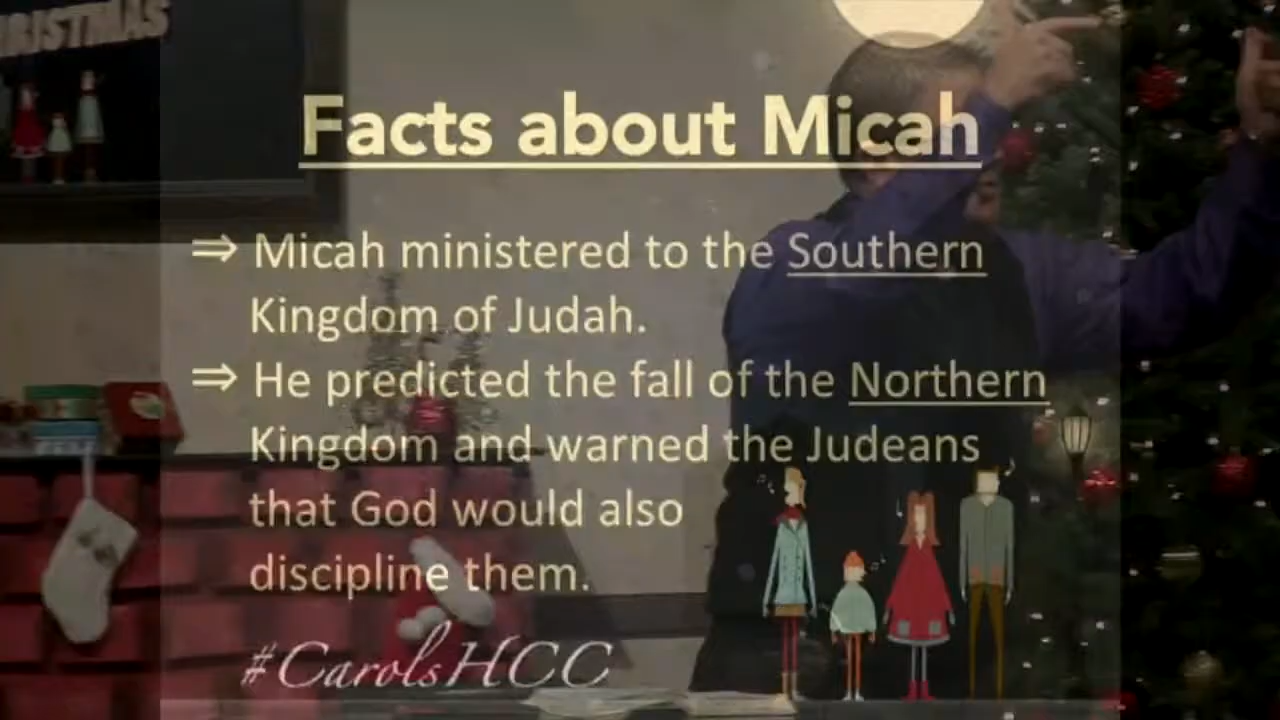 CHRISTMAS
Facts about Micah
⇒ Micah ministered to the Southern
Kingdom of Judah.
⇒ He predicted the fall of the Northern
Kingdom and warned the Judeans
that God would also
discipline them.
#CarolsHCC